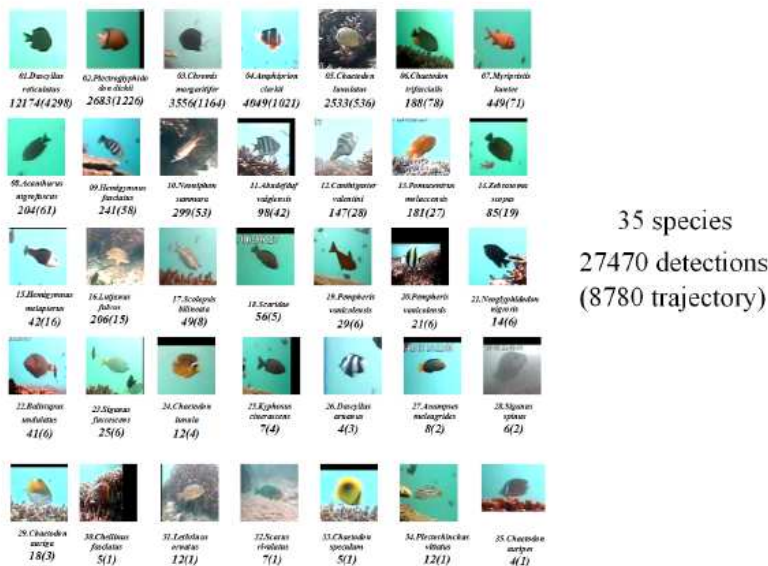 01.Dascyllus
reticulatus
12174(4298)
02.Plectroglyphido
don dickii
2683(1226)
03.Chromis
margaritifer
3556(1164)
04.Amphiprion
clarkii
4049(1021)
05.Chaetodon
lunulatus
2533(536)
06.Chaetodon
trifascialis
188(78)
07.Myripristis
kuntee
449(71)
08.Acanthurus
nigrofuscus
204(61)
09.Hemigymnus
fasciatus
241(58)
10.Neoniphon
sammara
299(53)
11.Abudefduf
vaigiensis
98(42)
12.Canthigaster
valentini
147(28)
13.Pomacentrus
moluccensis
181(27)
14.Zebrasoma
scopas
85(19)
15.Hemigymnus
melapterus
42(16)
16.Lutjanus
fulvus
206(15)
17.Scolopsis
bilineata
49(8)
18.Scaridae
56(5)
19.Pempheris
vanicolensis
29(6)
20.Pempheris
vanicolensis
21(6)
21.Neoglyphidodon
nigroris
14(6)
22.Balistapus
undulatus
41(6)
23.Siganus
fuscescens
25(6)
24.Chaetodon
lunula
12(4)
25.Kyphosus
cinerascens
7(4)
26.Dascyllus
aruanus
4(3)
27.Anampses
meleagrides
8(2)
28.Siganus
spinus
6(2)
29.Chaetodon
auriga
18(3)
30.Cheilinus
fasciatus
5(1)
31.Lethrinus
ornatus
12(1)
32.Scarus
rivulatus
7(1)
33.Chaetodon
speculum
5(1)
34.Plectorhinchus
vittatus
12(1)
35.Chaetodon
auripes
4(1)
35 species
27470 detections
(8780 trajectory)